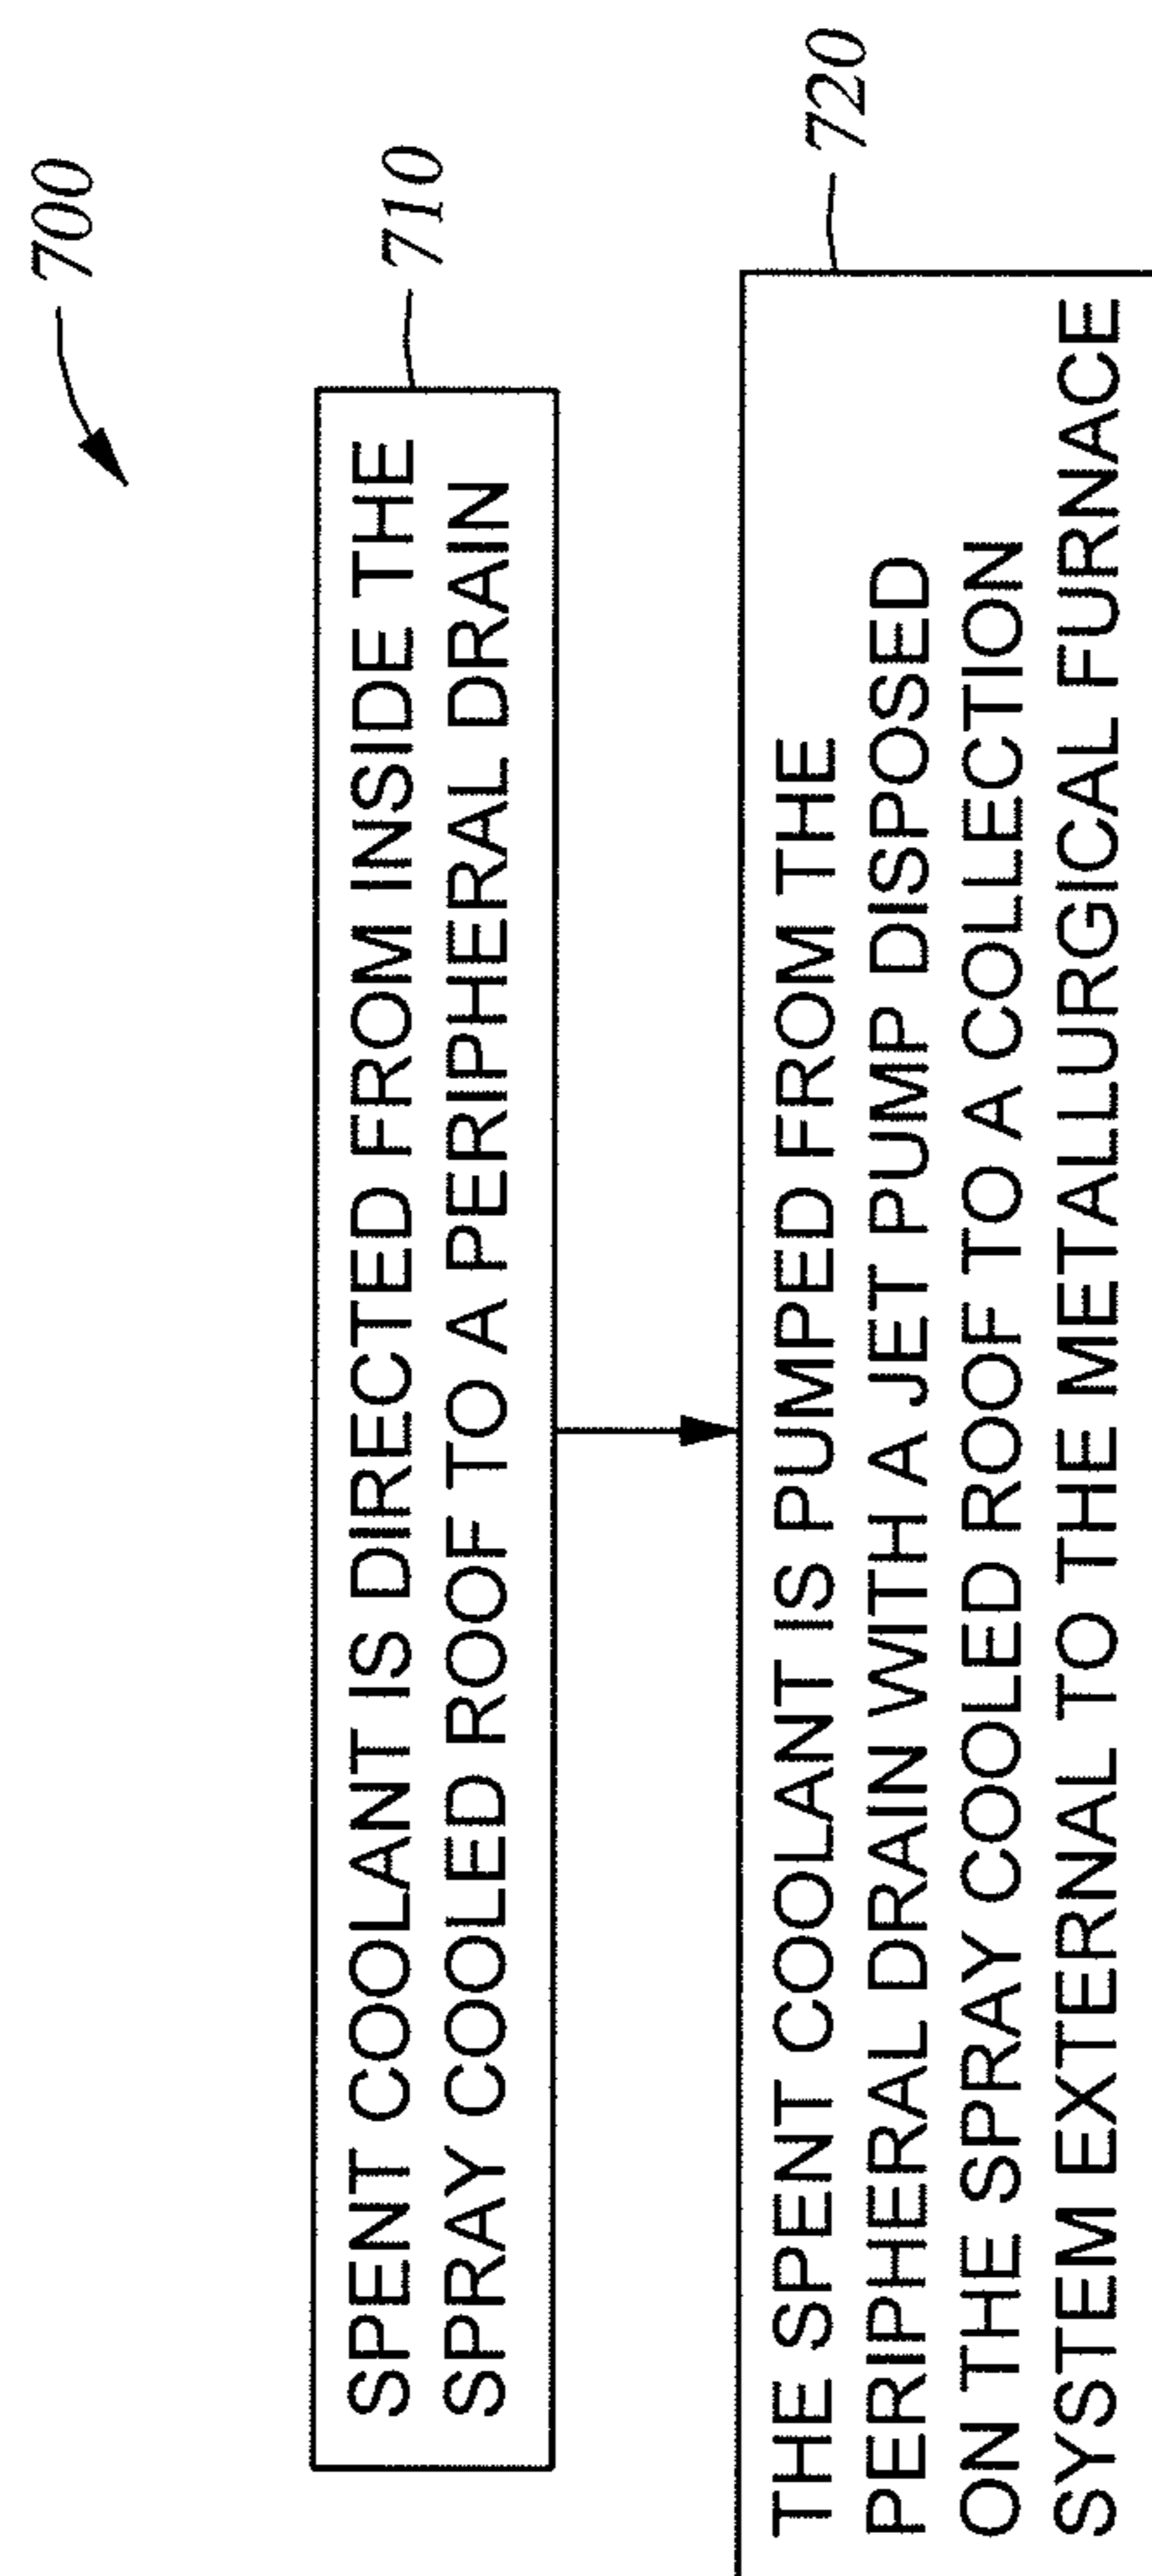 700
710
SPENT COOLANT IS DIRECTED FROM INSIDE THE
SPRAY COOLED ROOF TO A PERIPHERAL DRAIN
720
THE SPENT COOLANT IS PUMPED FROM THE
PERIPHERAL DRAIN WITH A JET PUMP DISPOSED
ON THE SPRAY COOLED ROOF TO A COLLECTION
SYSTEM EXTERNAL TO THE METALLURGICAL FURNACE